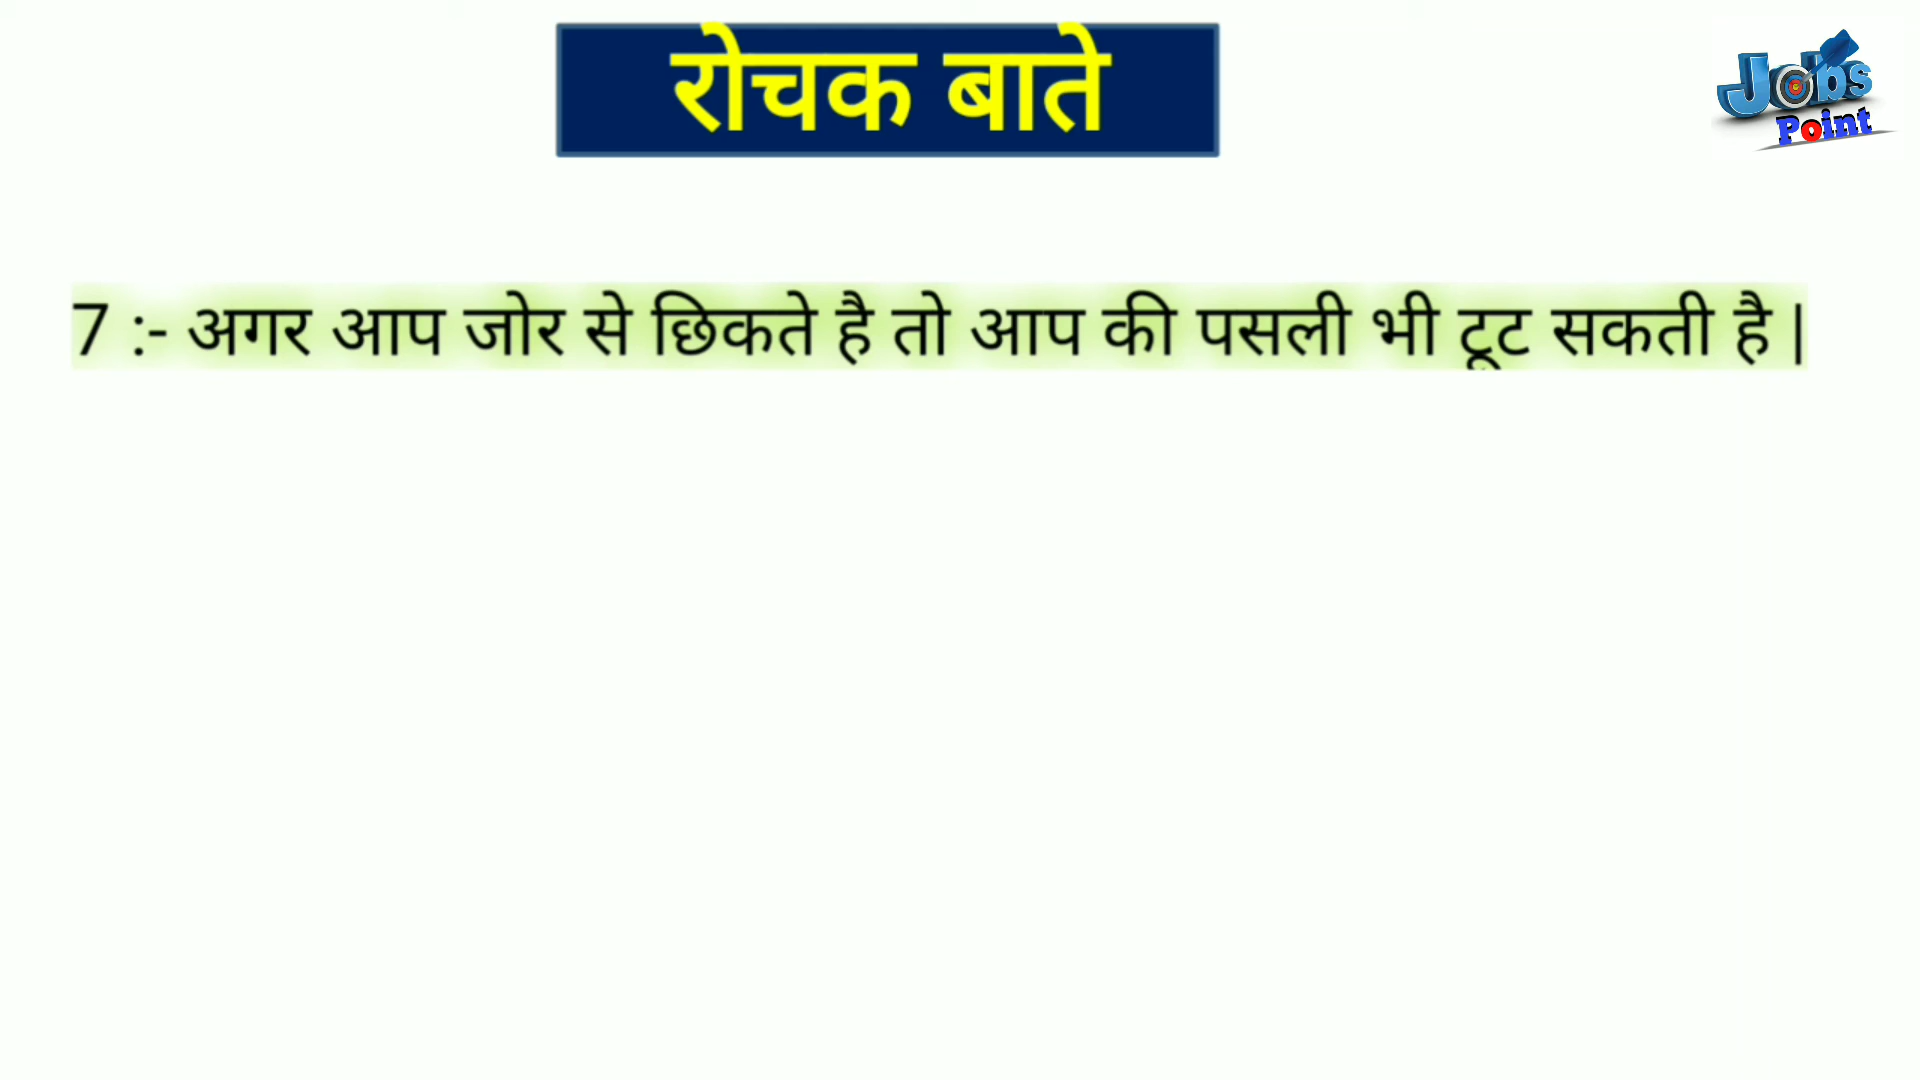 रोचक बाते
Jobs
Point
7 :- अगर आप जोर से छिकते है तो आप की पसली भी टूट सकती है |